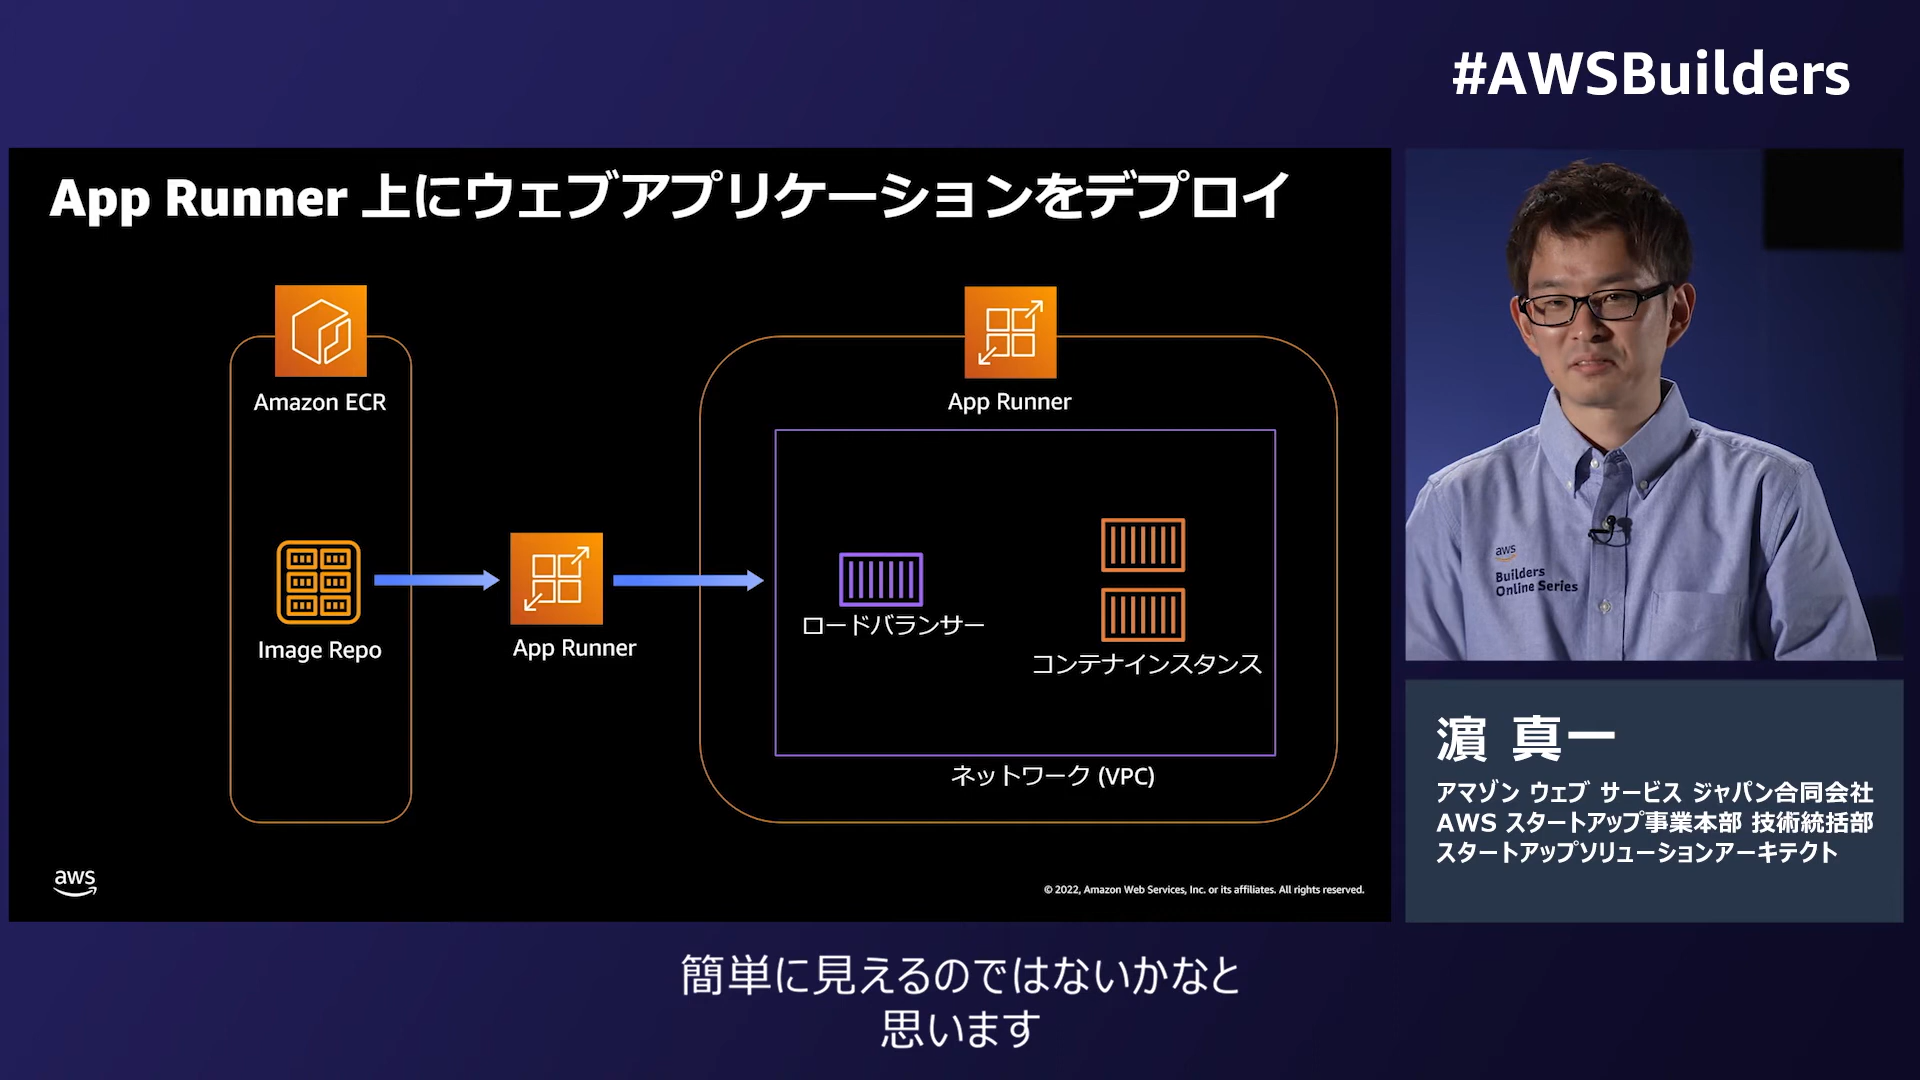 #AWSBuilders
App Runner 上にウェブアプリケーションをデプロイ
Amazon ECR
Image Repo
App Runner
App Runner
ロードバランサー
コンテナインスタンス
ネットワーク (VPC)
aws
© 2022, Amazon Web Services, Inc. or its affiliates. All rights reserved.
aws
Builders
Online Series
濵 真一
アマゾン ウェブ サービス ジャパン合同会社
AWS スタートアップ事業本部 技術統括部
スタートアップソリューションアーキテクト
簡単に見えるのではないかなと
思います